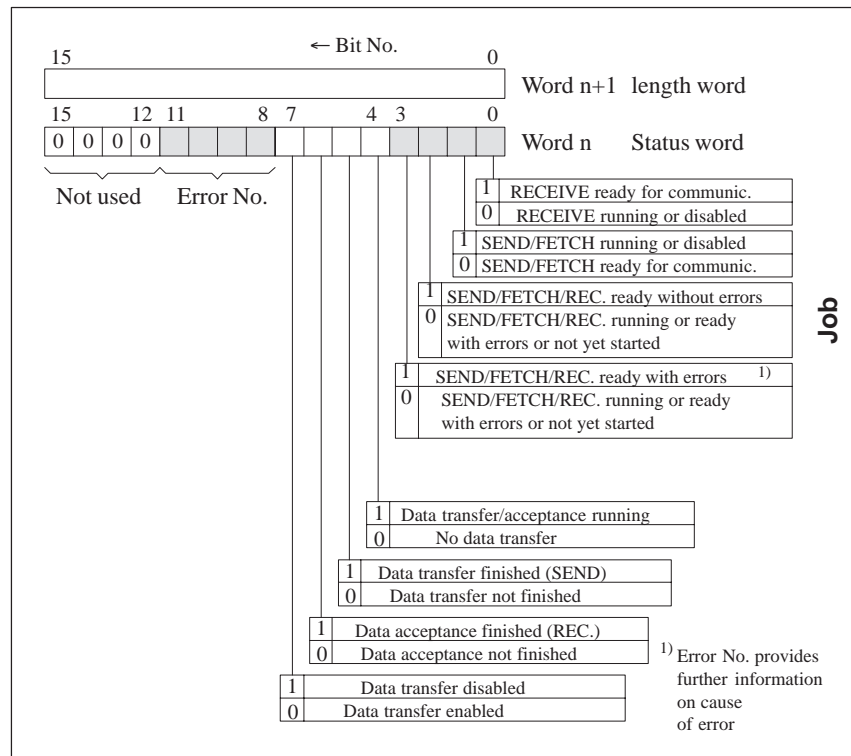 ← Bit No.
15 0
Word n+1 length word
15 12 11 8 7 4 3 0
0 0 0 0
Word n Status word
Not used Error No.
1 RECEIVE ready for communic.
0 RECEIVE running or disabled
1 SEND/FETCH running or disabled
0 SEND/FETCH ready for communic.
1 SEND/FETCH/REC. ready without errors
0 SEND/FETCH/REC. running or ready
with errors or not yet started
1 SEND/FETCH/REC. ready with errors 1)
0 SEND/FETCH/REC. running or ready
with errors or not yet started
Job
1 Data transfer/acceptance running
0 No data transfer
1 Data transfer finished (SEND)
0 Data transfer not finished
1 Data acceptance finished (REC.)
0 Data acceptance not finished
1 Data transfer disabled
0 Data transfer enabled
1) Error No. provides
further information
on cause
of error